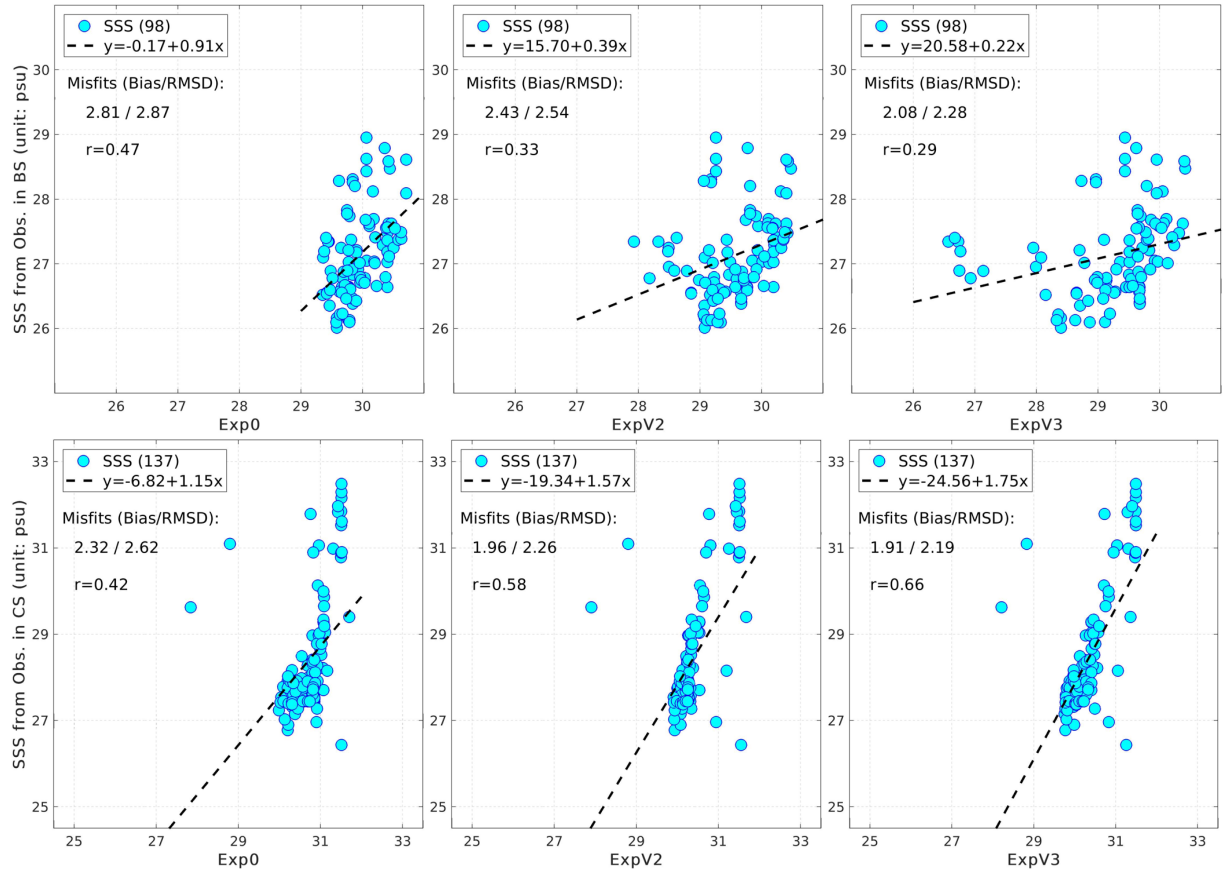 SSS (98)
y=-0.17+0.91x
Misfits (Bias/RMSD):
2.81 / 2.87
r=0.47
30
29
28
27
26
26 27 28 29 30
Exp0
SSS from Obs. in BS (unit: psu)
SSS (98)
y=15.70+0.39x
Misfits (Bias/RMSD):
2.43 / 2.54
r=0.33
30
29
28
27
26
26 27 28 29 30
ExpV2
SSS (98)
y=20.58+0.22x
Misfits (Bias/RMSD):
2.08 / 2.28
r=0.29
30
29
28
27
26
26 27 28 29 30
ExpV3
SSS (137)
y=-6.82+1.15x
Misfits (Bias/RMSD):
2.32 / 2.62
r=0.42
33
31
29
27
25
25 27 29 31 33
Exp0
SSS from Obs. in CS (unit: psu)
SSS (137)
y=-19.34+1.57x
Misfits (Bias/RMSD):
1.96 / 2.26
r=0.58
33
31
29
27
25
25 27 29 31 33
ExpV2
SSS (137)
y=-24.56+1.75x
Misfits (Bias/RMSD):
1.91 / 2.19
r=0.66
33
31
29
27
25
25 27 29 31 33
ExpV3